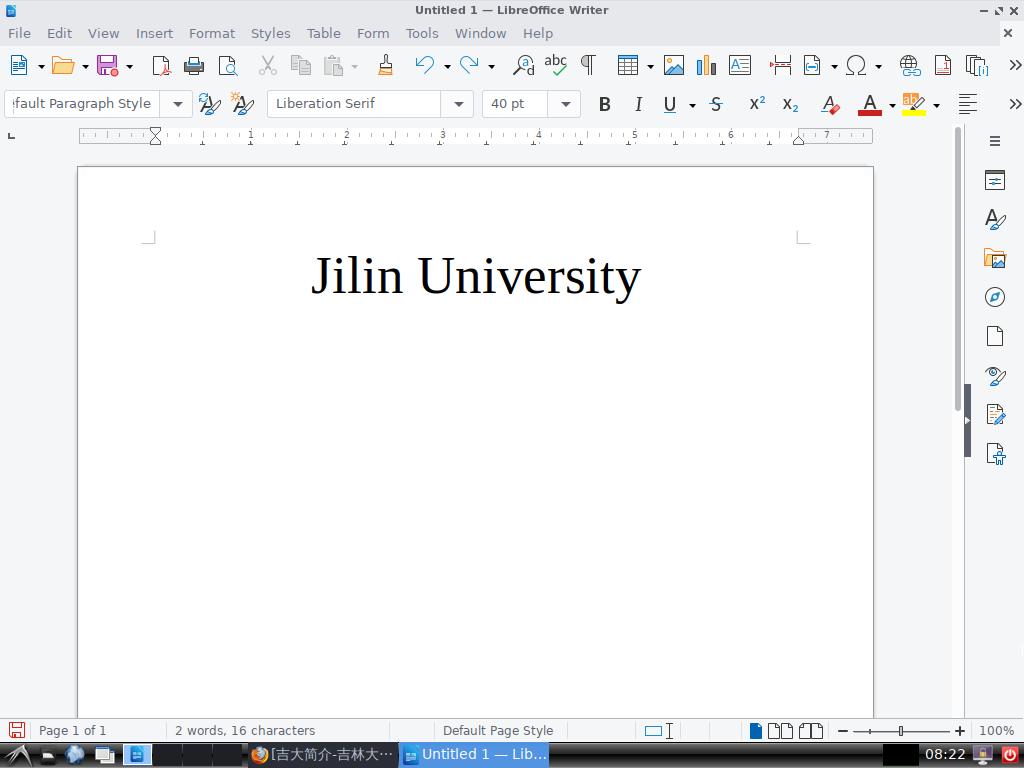 Untitled 1 — LibreOffice Writer
File Edit View Insert Format Styles Table Form Tools Window Help
fault Paragraph Style Liberation Serif 40 pt
1 2 3 4 5 6 7
Jilin University
Page 1 of 1 2 words, 16 characters Default Page Style 100%
[吉大简介-吉林大… Untitled 1 — Lib... 08:22